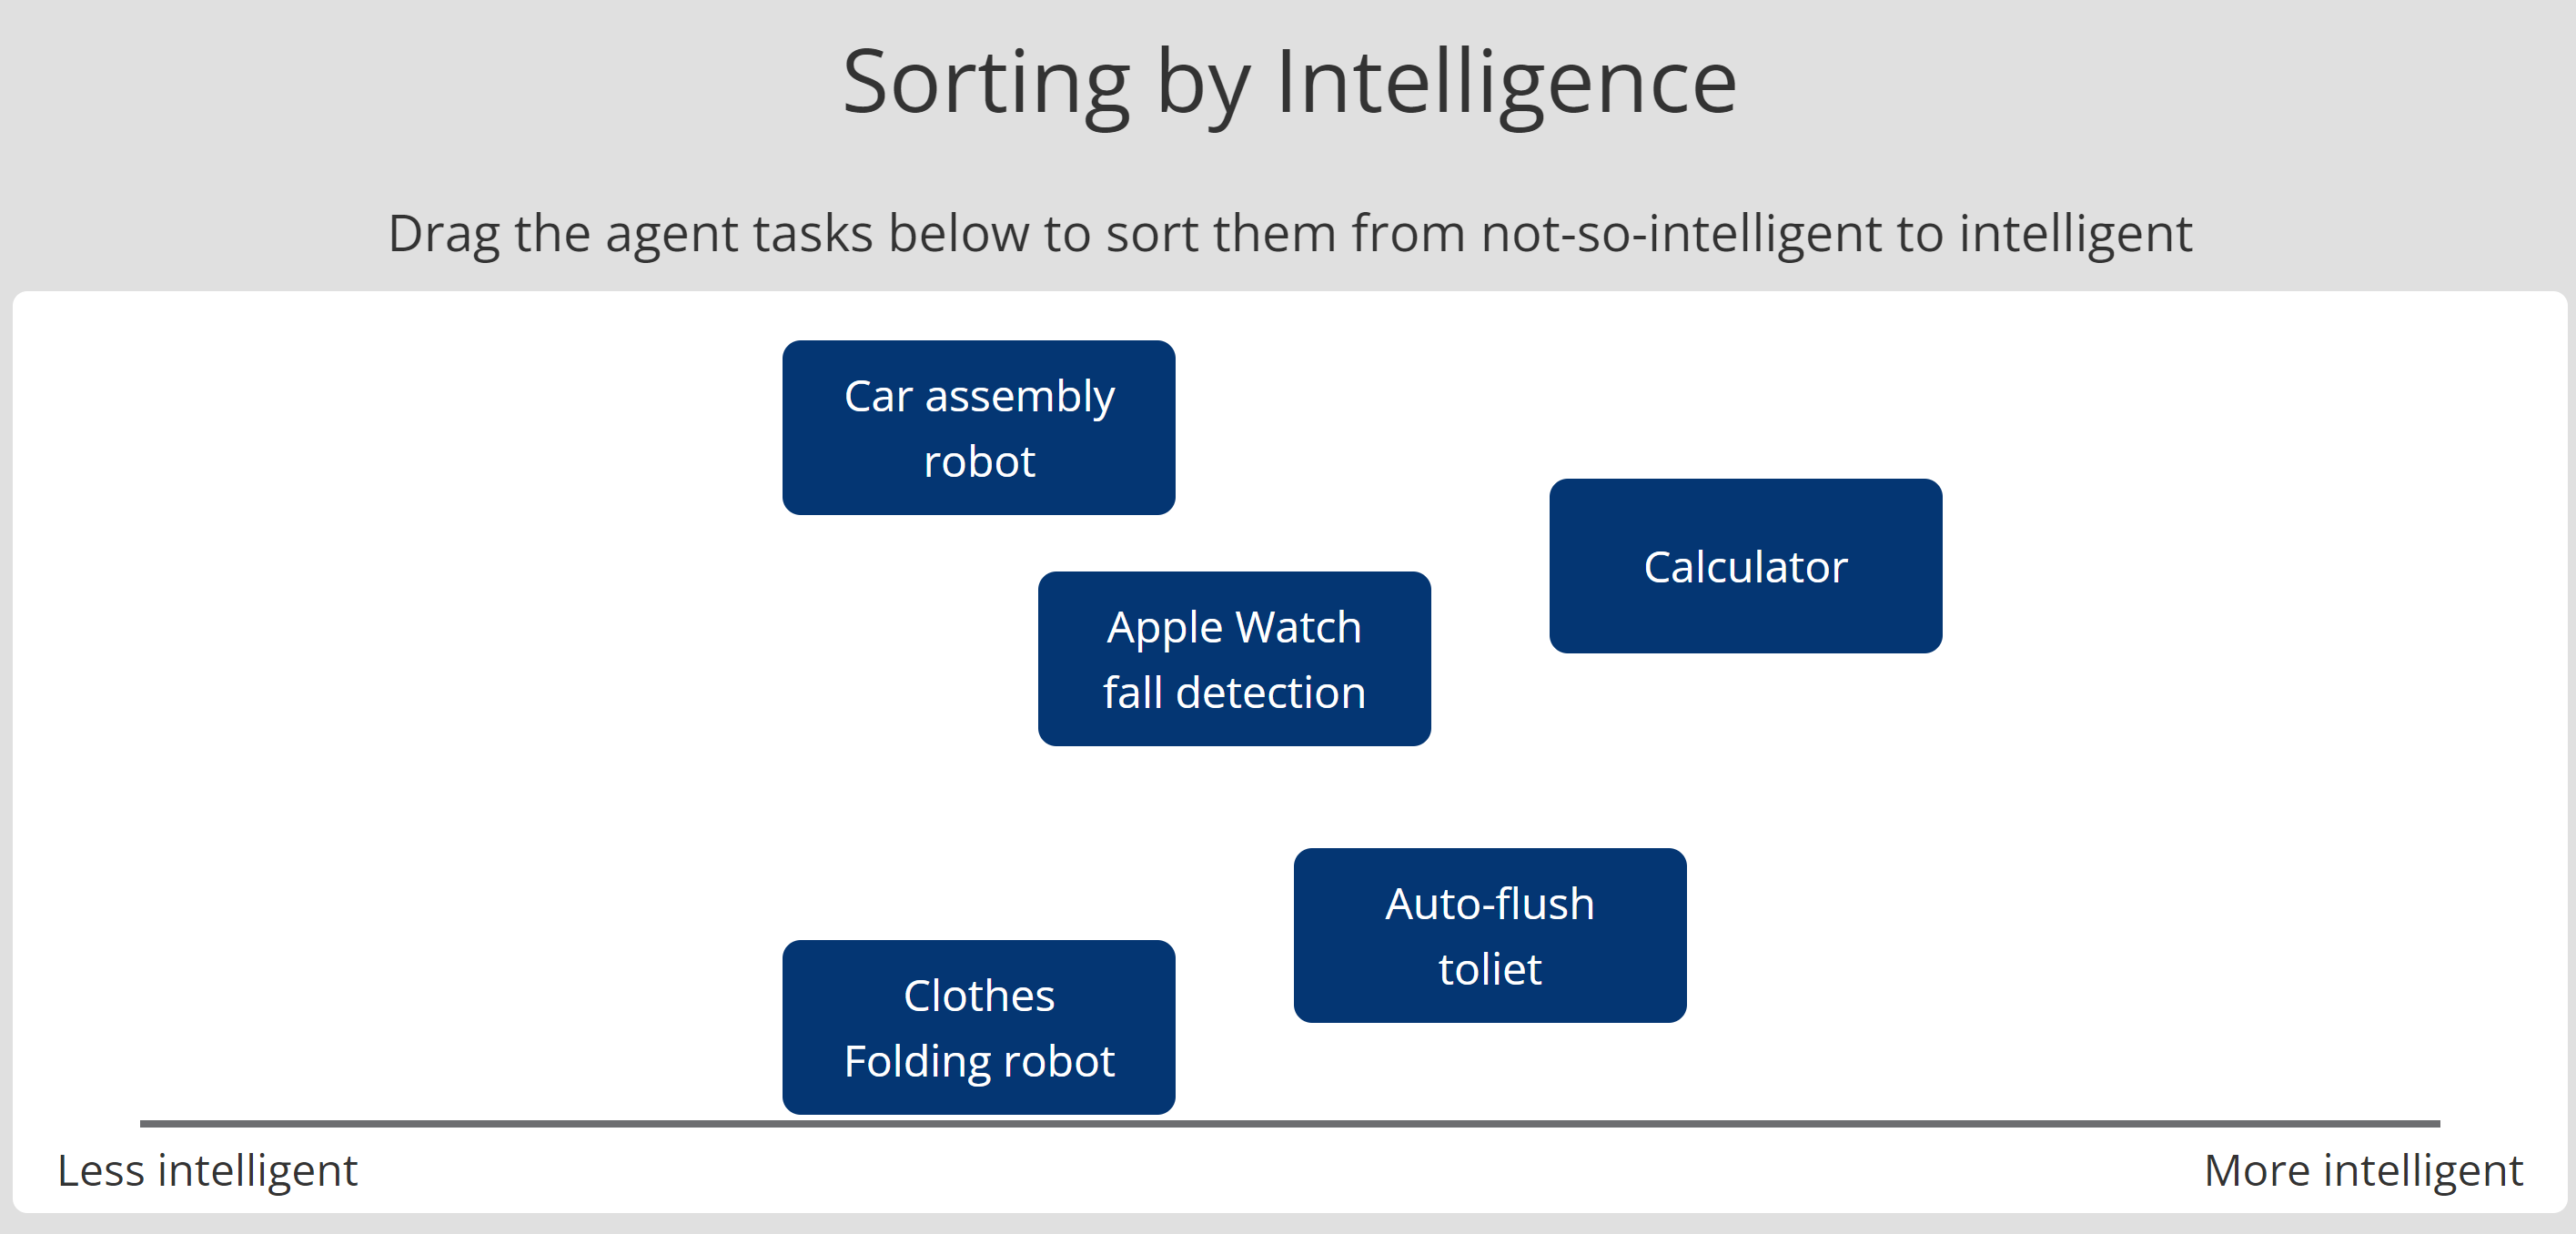 Sorting by Intelligence
Drag the agent tasks below to sort them from not-so-intelligent to intelligent
Car assembly
robot
Calculator
Apple Watch
fall detection
Auto-flush
toliet
Clothes
Folding robot
Less intelligent
More intelligent